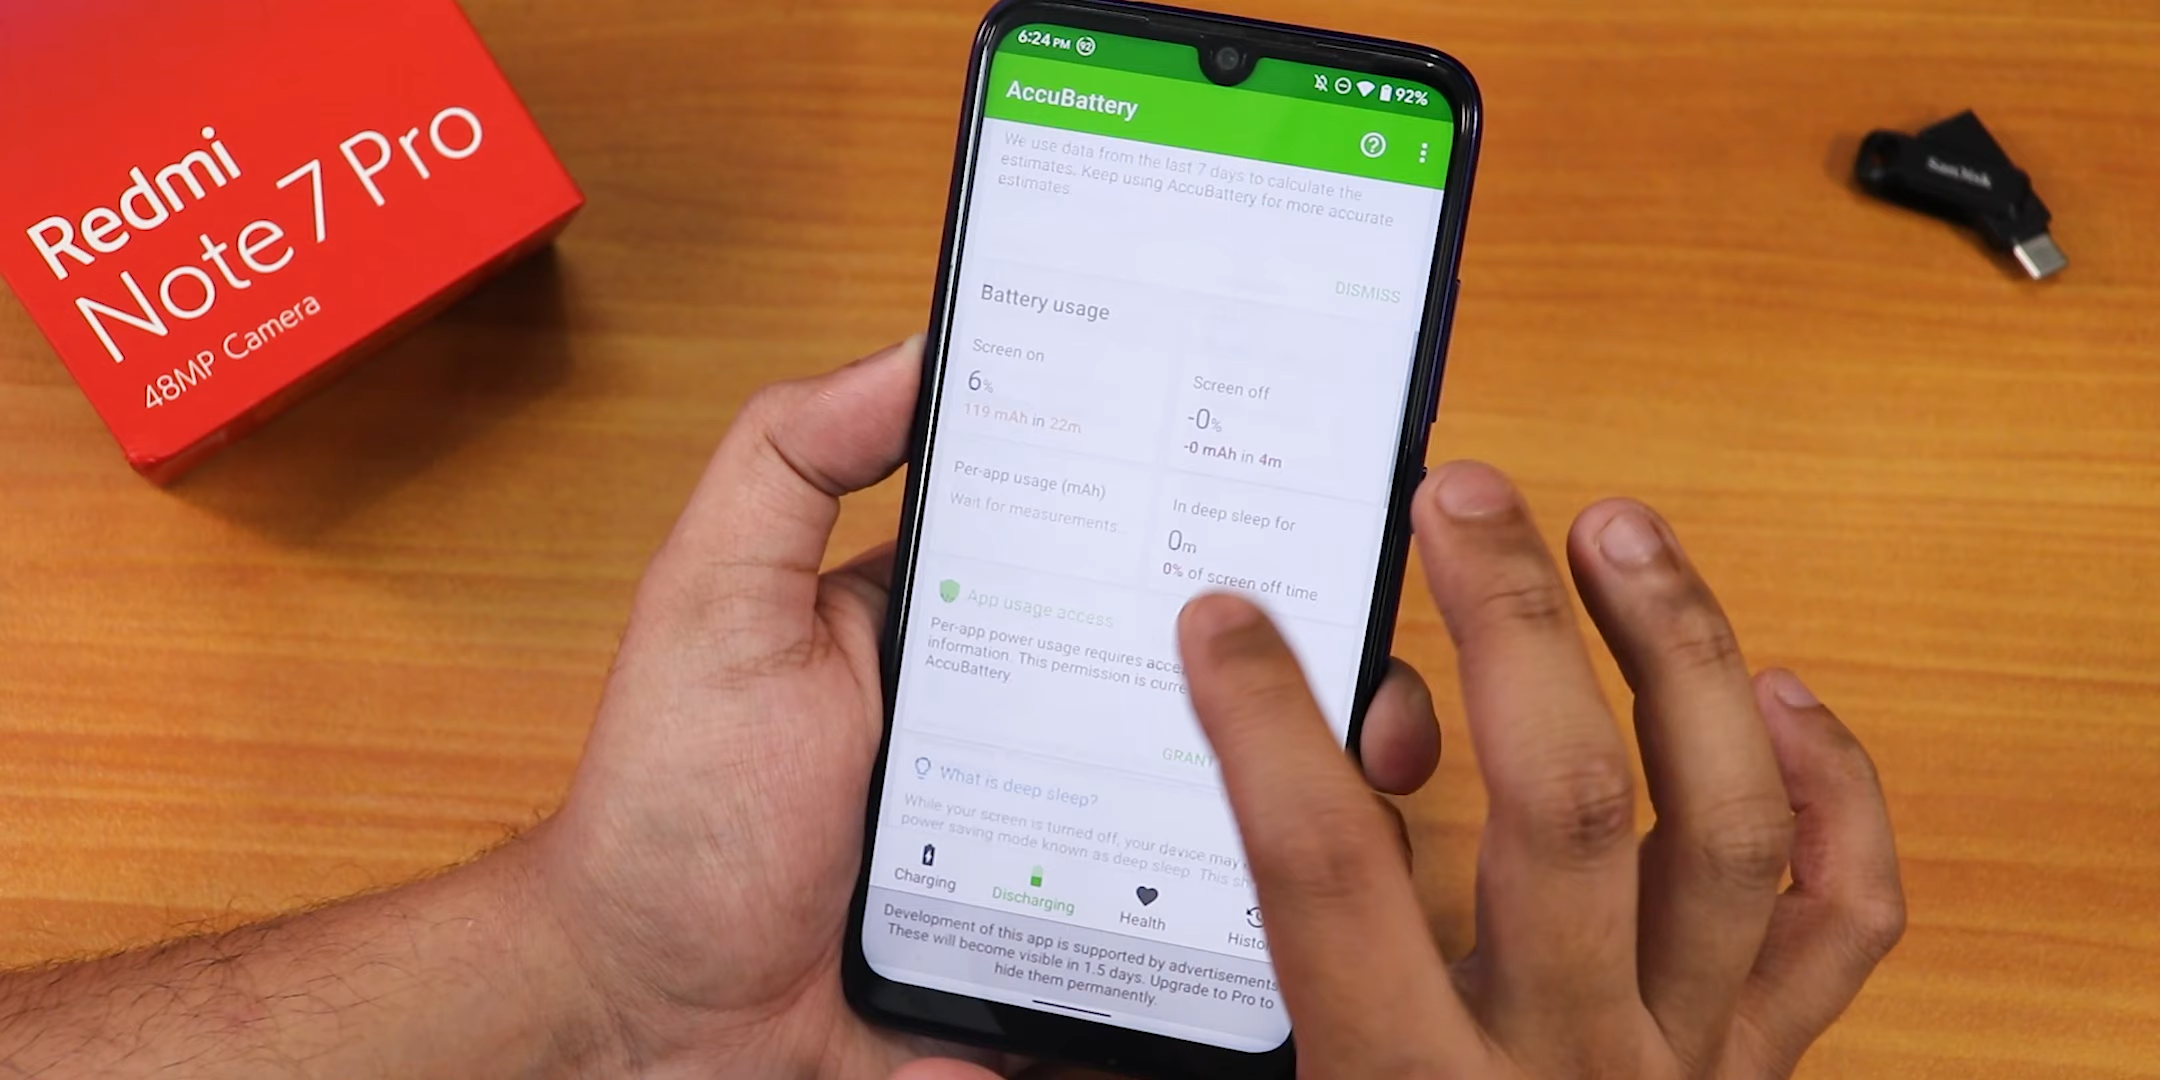 Redmi
Note 7 Pro
48MP Camera
6:24 PM 92
92%
AccuBattery
We use data from the last 7 days to calculate the
estimates. Keep using AccuBattery for more accurate
estimates.
DISMISS
Battery usage
Screen on
6%
119 mAh in 22m
Screen off
-0%
-0 mAh in 4m
Per-app usage (mAh)
Wait for measurements...
In deep sleep for
0m
0% of screen off time
App usage access
Per-app power usage requires
information. This permission is
AccuBattery
GRANT
What is deep sleep?
While your screen is turned off, your device may
power saving mode known as deep sleep. This
Charging
Discharging
Health
Development of this app is supported by advertisements
These will become visible in 1.5 days. Upgrade to Pro to
hide them permanently.
SanDisk